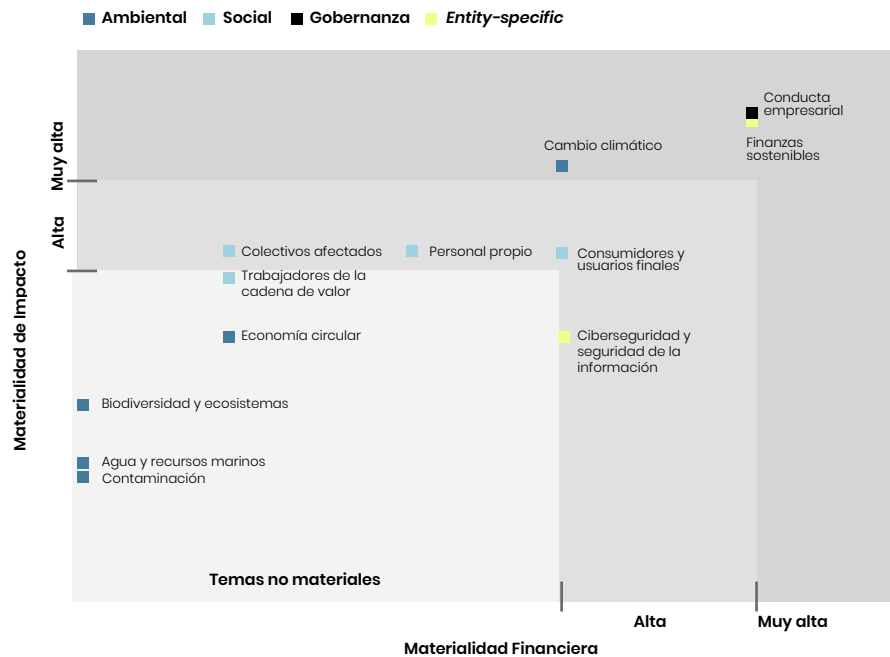 Ambiental Social Gobernanza Entity-specific
Conducta
empresarial
Finanzas
sostenibles
Cambio climático
Muy alta
Alta
Materialidad de Impacto
Colectivos afectados
Personal propio
Consumidores y
usuarios finales
Trabajadores de la
cadena de valor
Economía circular
Ciberseguridad y
seguridad de la
información
Biodiversidad y ecosistemas
Agua y recursos marinos
Contaminación
Temas no materiales
Alta
Muy alta
Materialidad Financiera